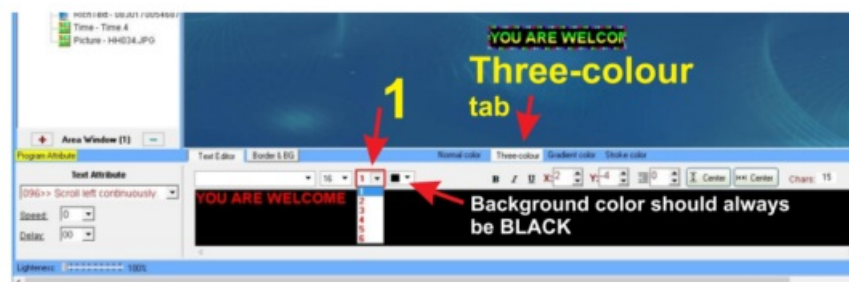 Time - Time.4
Picture - HH034.JPG
YOU ARE WELCOM
Three-colour
tab
1
+ Area Window (1) −
Program Attribute
Text Editor Border & BG Normal color Three-colour Gradient color Stroke color
Text Attribute
16 1 B I U X: 2 Y: -4 0 Center Center Chars: 15
[096>> Scroll left continuously.
YOU ARE WELCOME
1
2
3
4
5
6
Background color should always
be BLACK
Speed: 0
Delay: 00
Lighteness: 100%